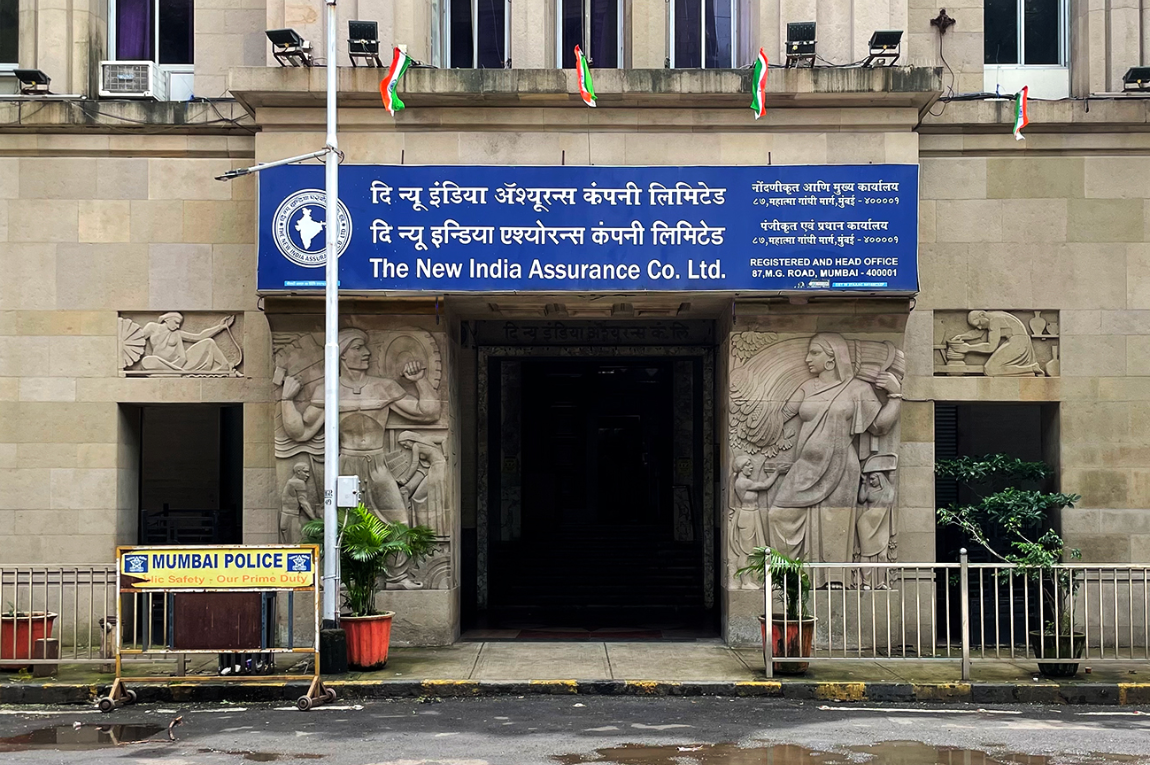 दि न्यू इंडिया ॲश्यूरन्स कंपनी लिमिटेड
दि न्यू इन्डिया एश्योरन्स कंपनी लिमिटेड
The New India Assurance Co. Ltd.
नोंदणीकृत आणि मुख्य कार्यालय
८७,महात्मा गांधी मार्ग,मुंबई - ४००००१
पंजीकृत एवं प्रधान कार्यालय
८७,महात्मा गांधी मार्ग,मुंबई - ४००००१
REGISTERED AND HEAD OFFICE
87,M.G. ROAD, MUMBAI - 400001
दि न्यू इंडिया
MUMBAI POLICE
Safety - Our Prime Duty